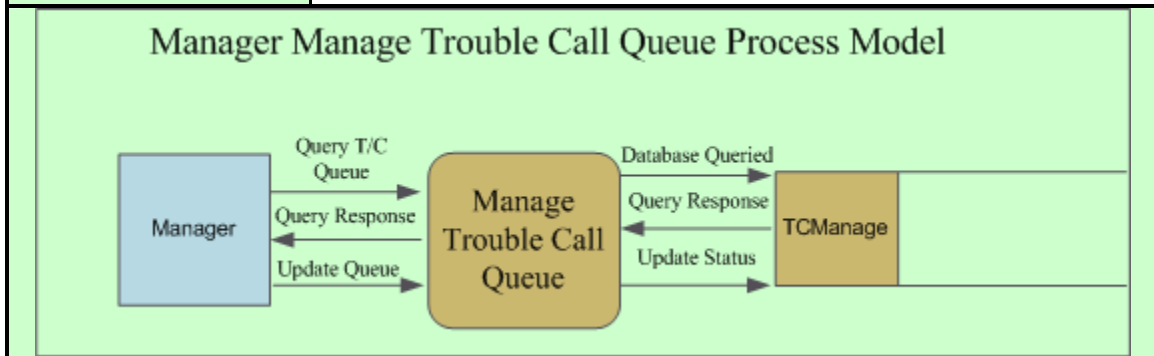 Manager Manage Trouble Call Queue Process Model
Query T/C
Queue
Query Response
Update Queue
Manager
Manage
Trouble Call
Queue
Database Queried
Query Response
Update Status
TCManage